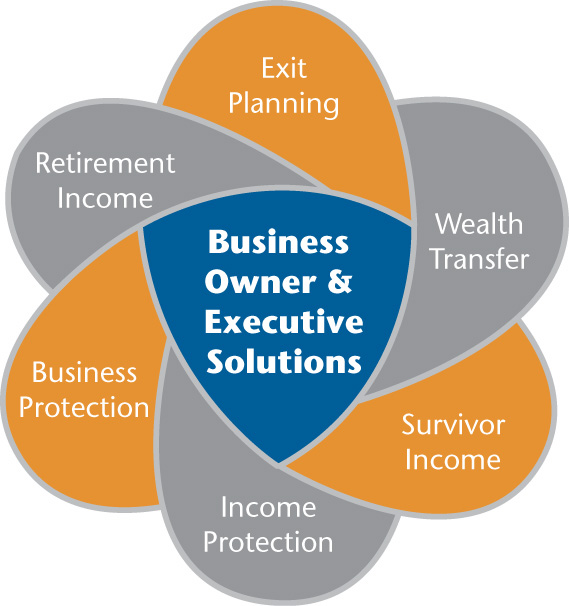 Exit
Planning
Wealth
Transfer
Survivor
Income
Income
Protection
Business
Protection
Retirement
Income
Business
Owner &
Executive
Solutions